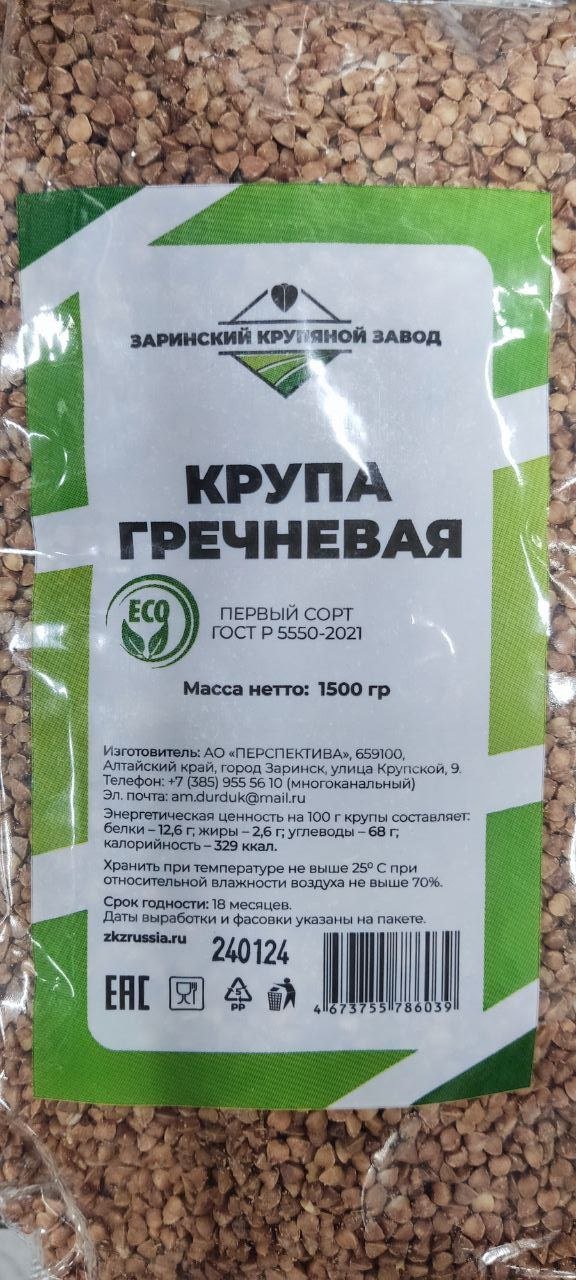 ЗАРИНСКИЙ КРУПЯНОЙ ЗАВОД
КРУПА
ГРЕЧНЕВАЯ
ECO
ПЕРВЫЙ СОРТ
ГОСТ Р 5550-2021
Масса нетто: 1500 гр
Изготовитель: АО «ПЕРСПЕКТИВА», 659100,
Алтайский край, город Заринск, улица Крупской, 9.
Телефон: +7 (385) 955 56 10 (многоканальный)
Эл. почта: am.durduk@mail.ru
Энергетическая ценность на 100 г крупы составляет:
белки – 12,6 г; жиры – 2,6 г; углеводы – 68 г;
калорийность – 329 ккал.
Хранить при температуре не выше 25⁰ С при
относительной влажности воздуха не выше 70%.
Срок годности: 18 месяцев.
Даты выработки и фасовки указаны на пакете.
zkzrussia.ru
240124
EAC
5
PP
4 673755 786039